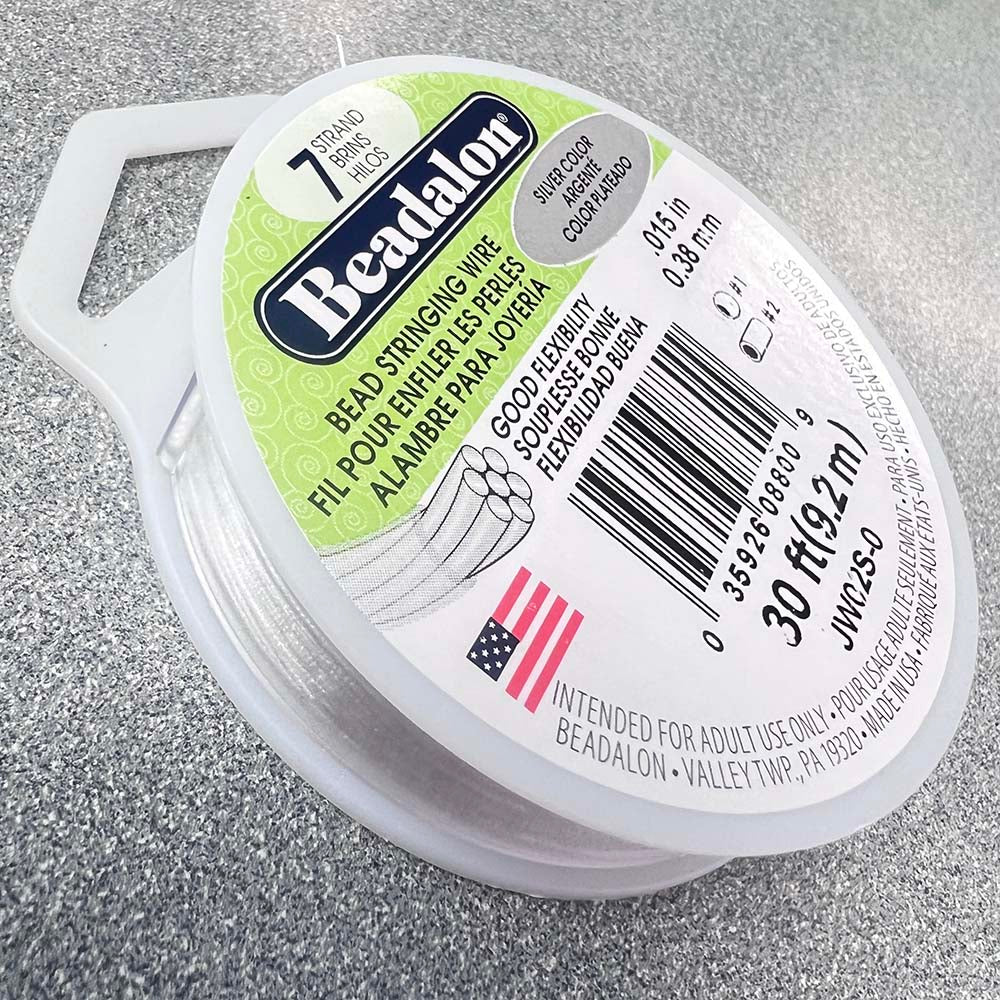 7 STRAND
BRINS
HILOS
Beadalon®
SILVER COLOR
ARGENTÉ
COLOR PLATEADO
BEAD STRINGING WIRE
FIL POUR ENFILER LES PERLES
ALAMBRE PARA JOYERÍA
.015 in
0.38 mm
#1
#2
GOOD FLEXIBILITY
SOUPLESSE BONNE
FLEXIBILIDAD BUENA
0 35926 08800 9
30 ft (9.2 m)
JW02S-0
INTENDED FOR ADULT USE ONLY • POUR USAGE ADULTE SEULEMENT • PARA USO EXCLUSIVO DE ADULTOS
BEADALON • VALLEY TWP., PA 19320 • MADE IN USA • FABRIQUÉ AUX ÉTATS-UNIS • HECHO EN ESTADOS UNIDOS